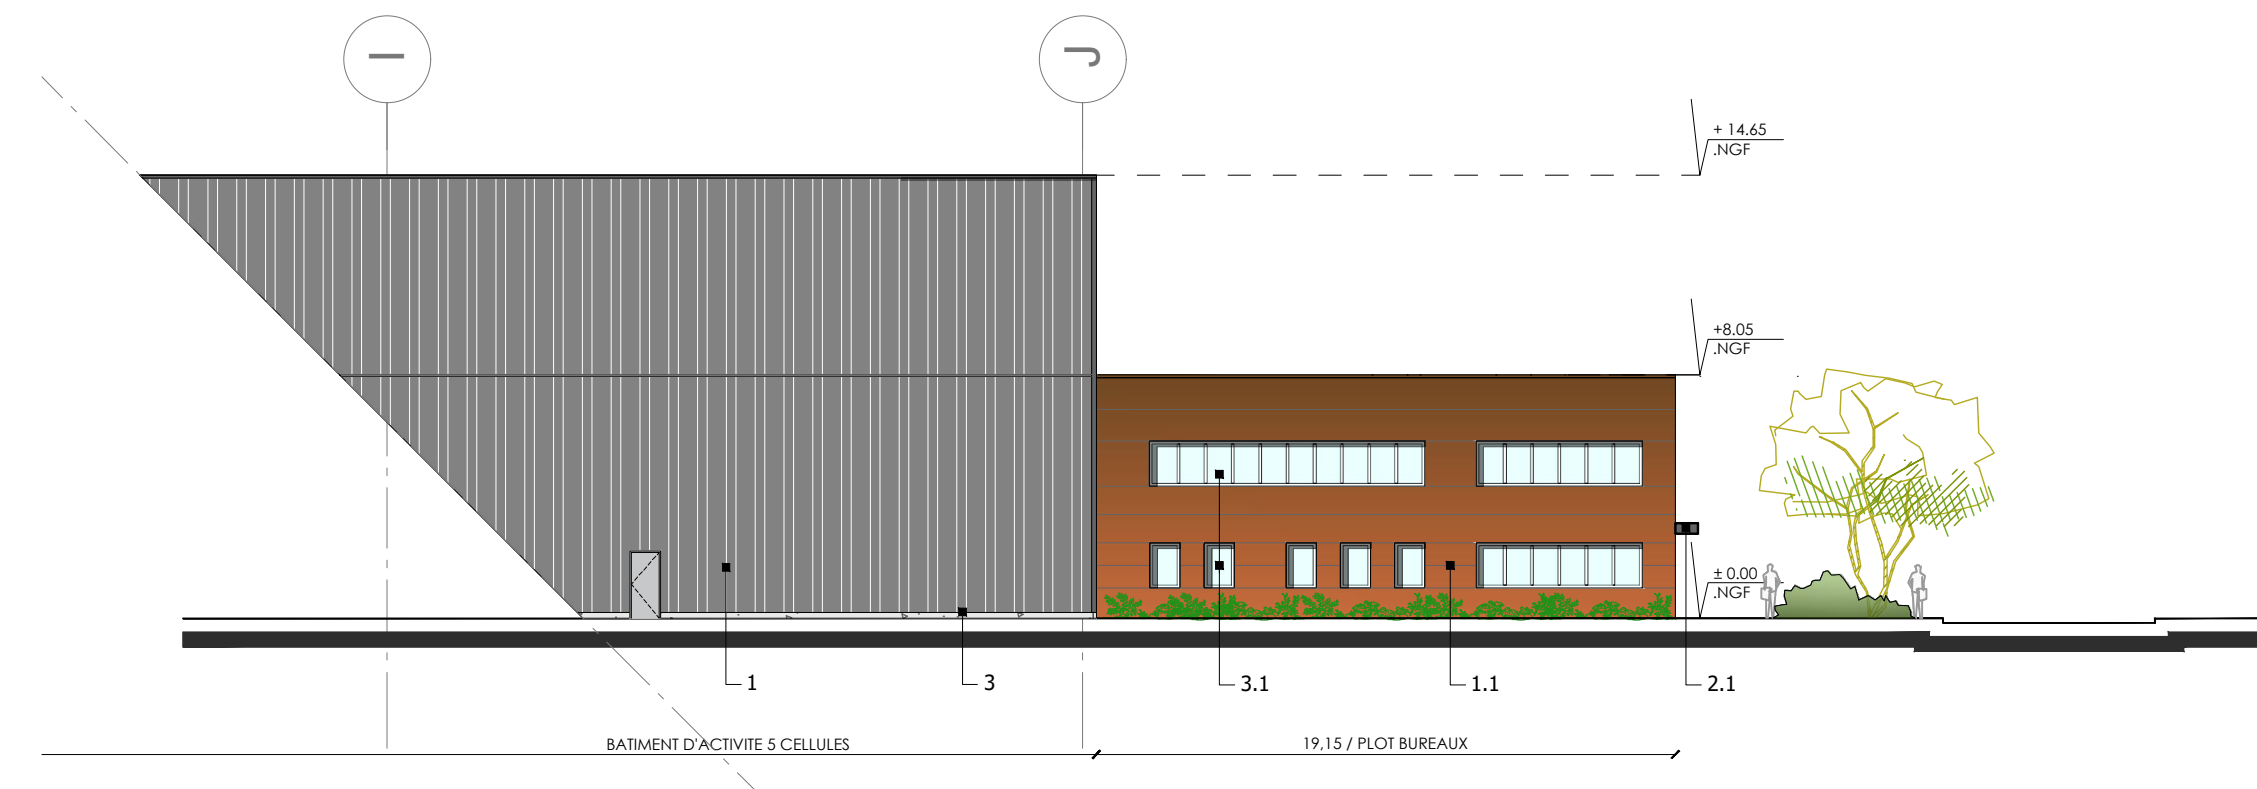 I
J
+ 14.65
.NGF
+8.05
.NGF
± 0.00
.NGF
1
3
3.1
1.1
2.1
BATIMENT D'ACTIVITE 5 CELLULES
19,15 / PLOT BUREAUX